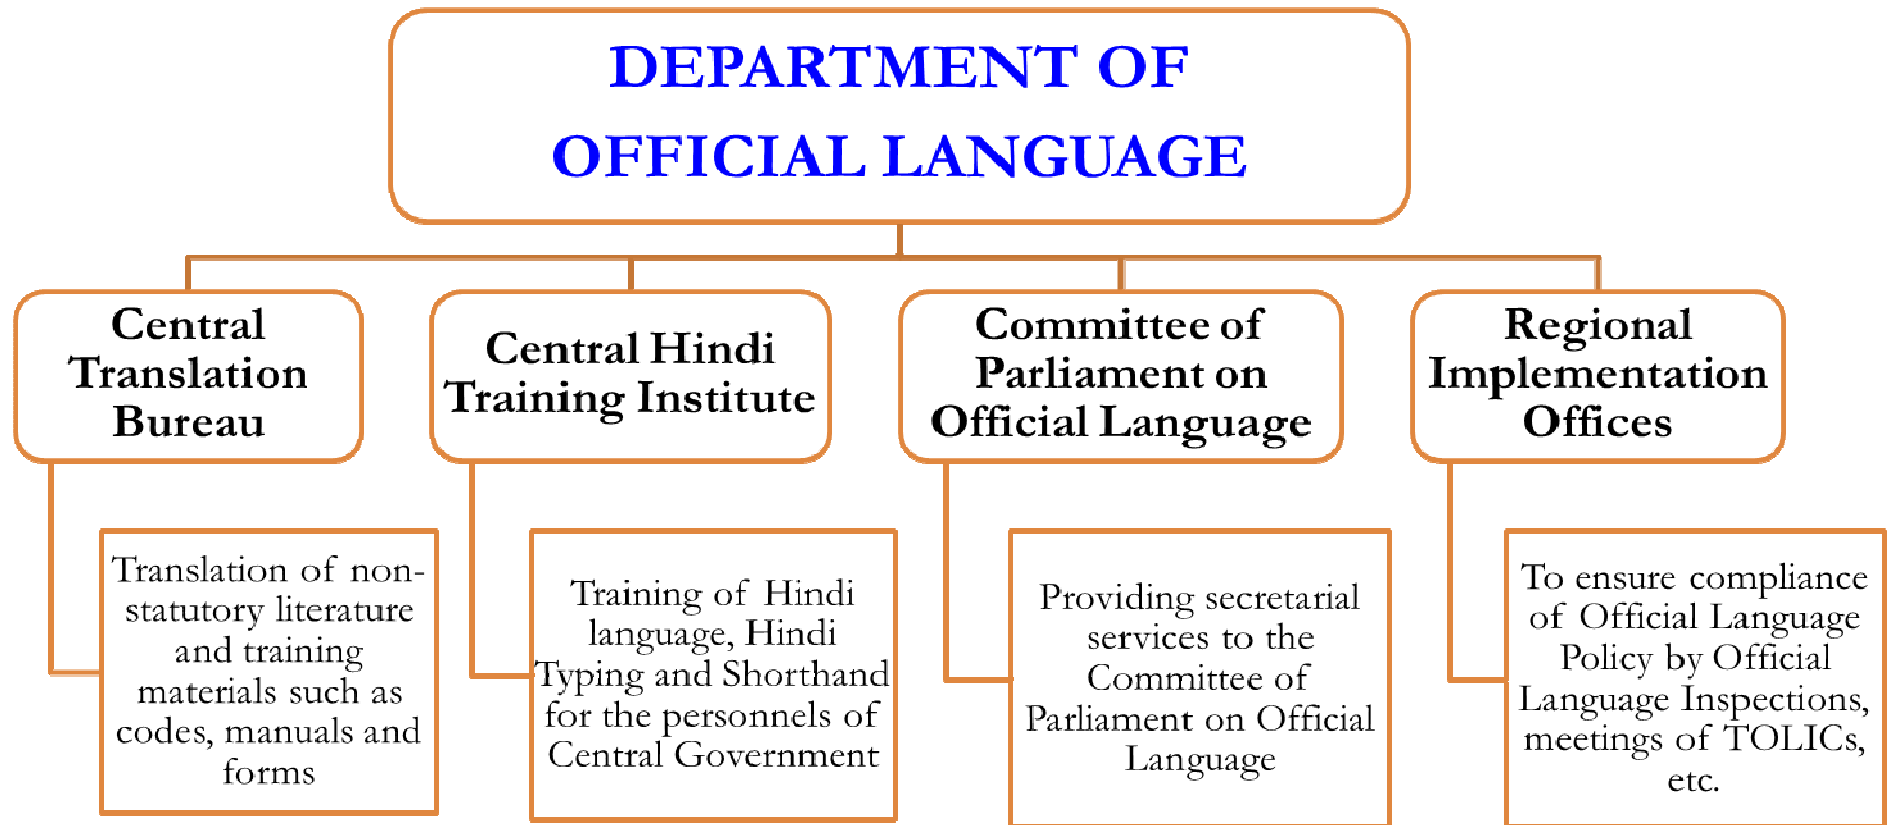 DEPARTMENT OF
OFFICIAL LANGUAGE
Central
Translation
Bureau
Central Hindi
Training Institute
Committee of
Parliament on
Official Language
Regional
Implementation
Offices
Translation of non-
statutory literature
and training
materials such as
codes, manuals and
forms
Training of Hindi
language, Hindi
Typing and Shorthand
for the personnels of
Central Government
Providing secretarial
services to the
Committee of
Parliament on Official
Language
To ensure compliance
of Official Language
Policy by Official
Language Inspections,
meetings of TOLICs,
etc.